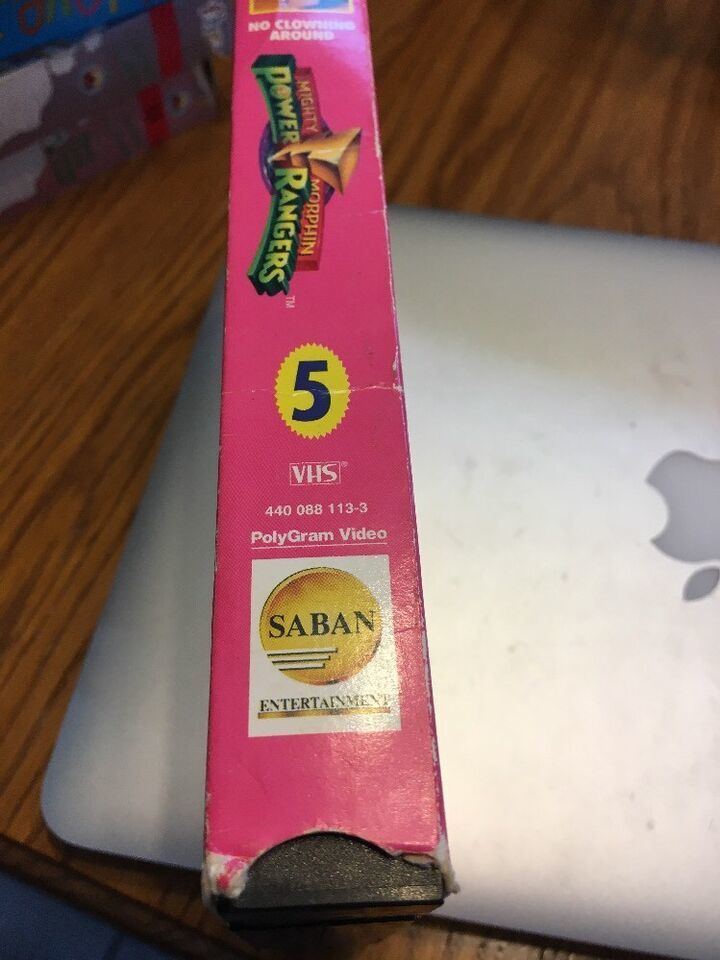 NO CLOWNING
AROUND
MIGHTY MORPHIN
POWER RANGERS
TM
5
VHS®
440 088 113-3
PolyGram Video
SABAN
ENTERTAINMENT